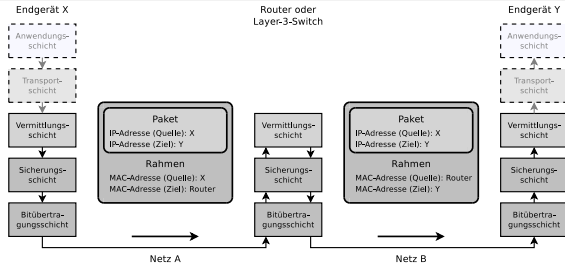 Endgerät X
Router oder
Layer-3-Switch
Endgerät Y
Anwendungs-
schicht
Transport-
schicht
Vermittlungs-
schicht
Sicherungs-
schicht
Bitübertra-
gungsschicht
Paket
IP-Adresse (Quelle): X
IP-Adresse (Ziel): Y
Rahmen
MAC-Adresse (Quelle): X
MAC-Adresse (Ziel): Router
Vermittlungs-
schicht
Sicherungs-
schicht
Bitübertra-
gungsschicht
Paket
IP-Adresse (Quelle): X
IP-Adresse (Ziel): Y
Rahmen
MAC-Adresse (Quelle): Router
MAC-Adresse (Ziel): Y
Anwendungs-
schicht
Transport-
schicht
Vermittlungs-
schicht
Sicherungs-
schicht
Bitübertra-
gungsschicht
Netz A
Netz B